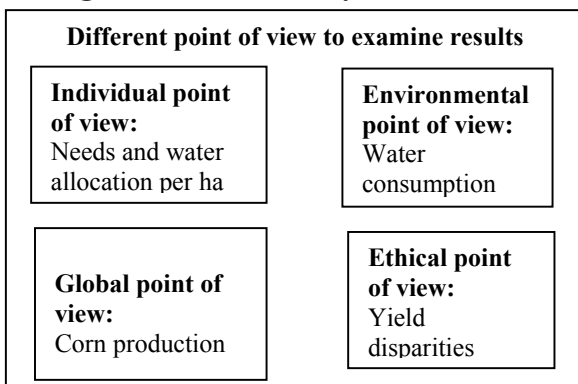 Different point of view to examine results
Individual point
of view:
Needs and water
allocation per ha
Environmental
point of view:
Water
consumption
Global point of
view:
Corn production
Ethical point
of view:
Yield
disparities